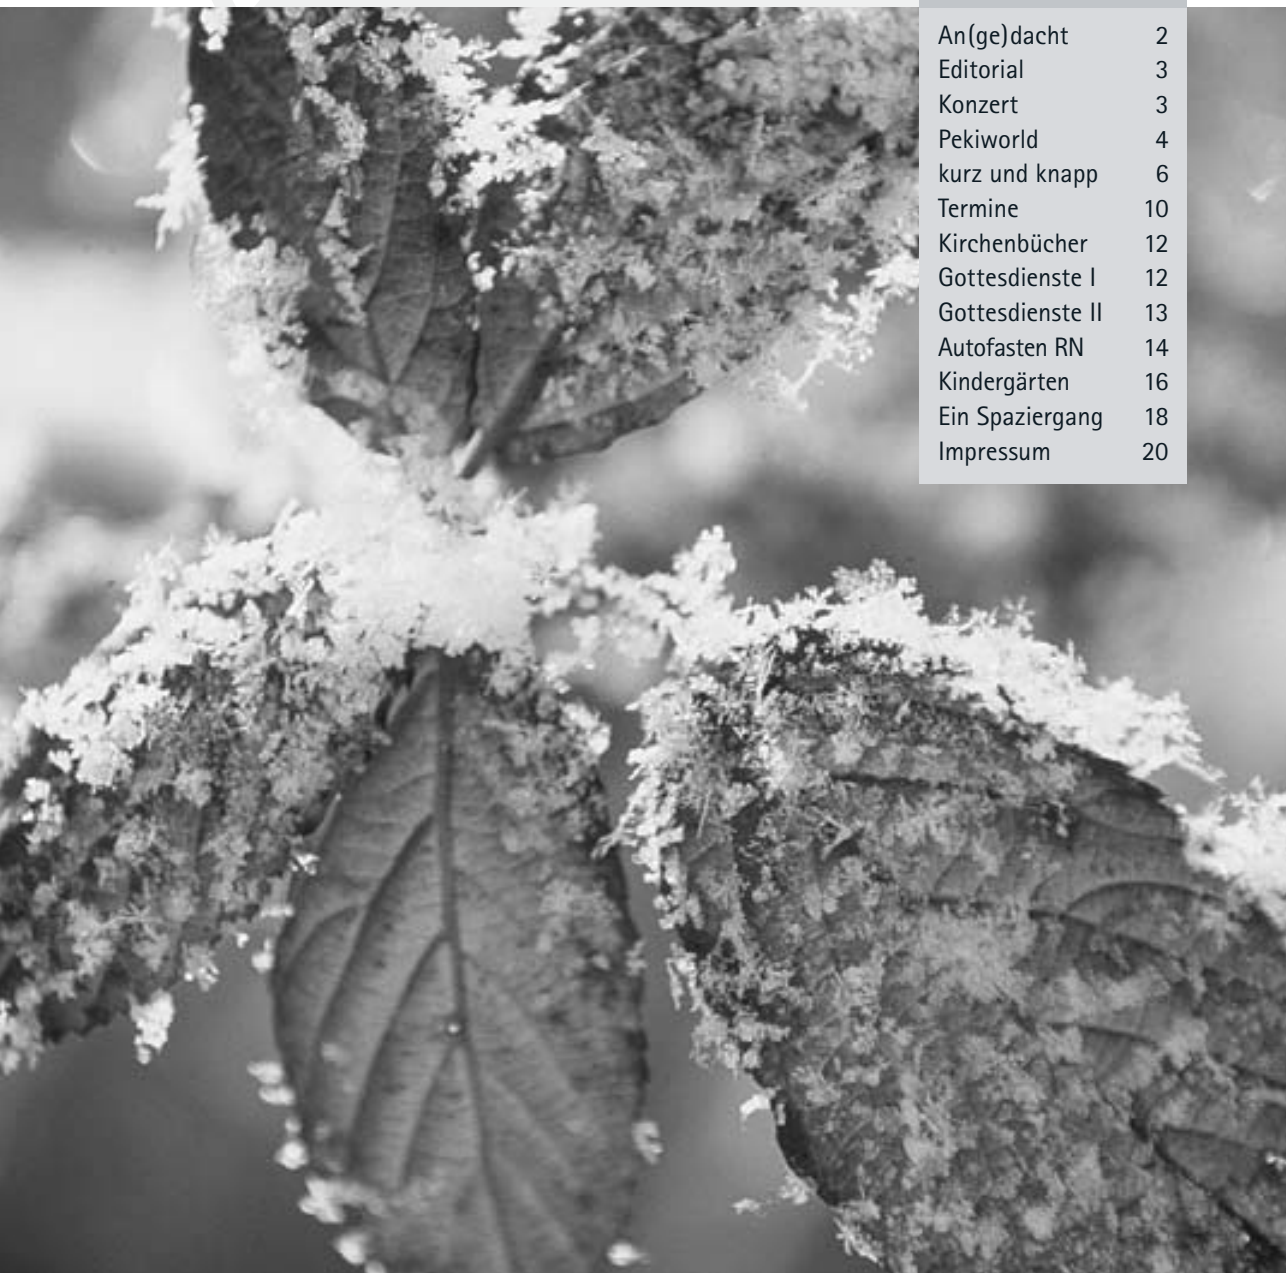 An(ge)dacht 2
Editorial 3
Konzert 3
Pekiworld 4
kurz und knapp 6
Termine 10
Kirchenbücher 12
Gottesdienste I 12
Gottesdienste II 13
Autofasten RN 14
Kindergärten 16
Ein Spaziergang 18
Impressum 20